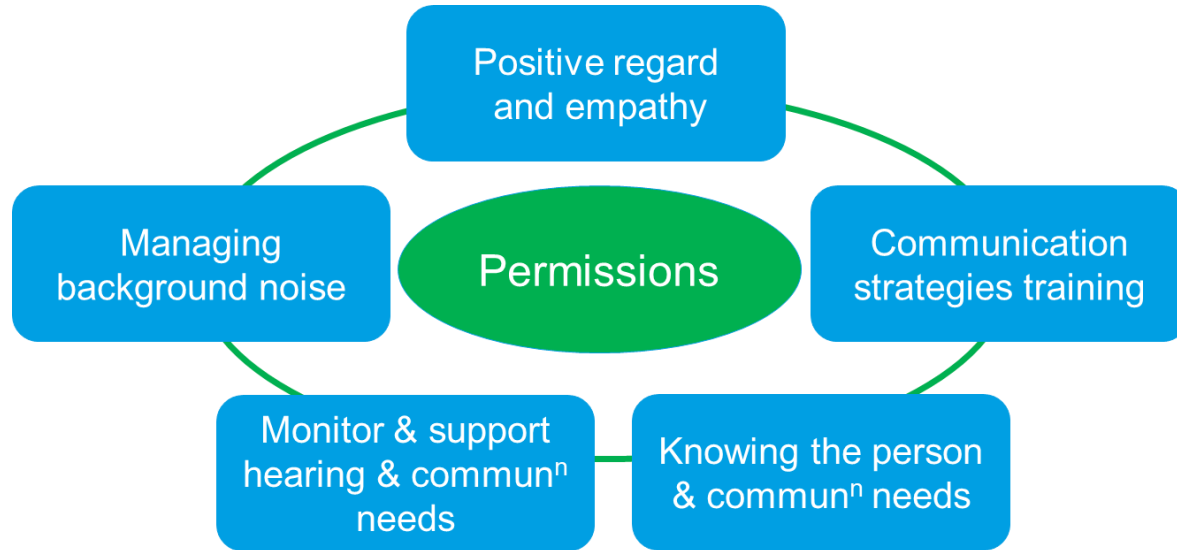 Positive regard
and empathy
Managing
background noise
Permissions
Communication
strategies training
Monitor & support
hearing & communⁿ
needs
Knowing the person
& communⁿ needs